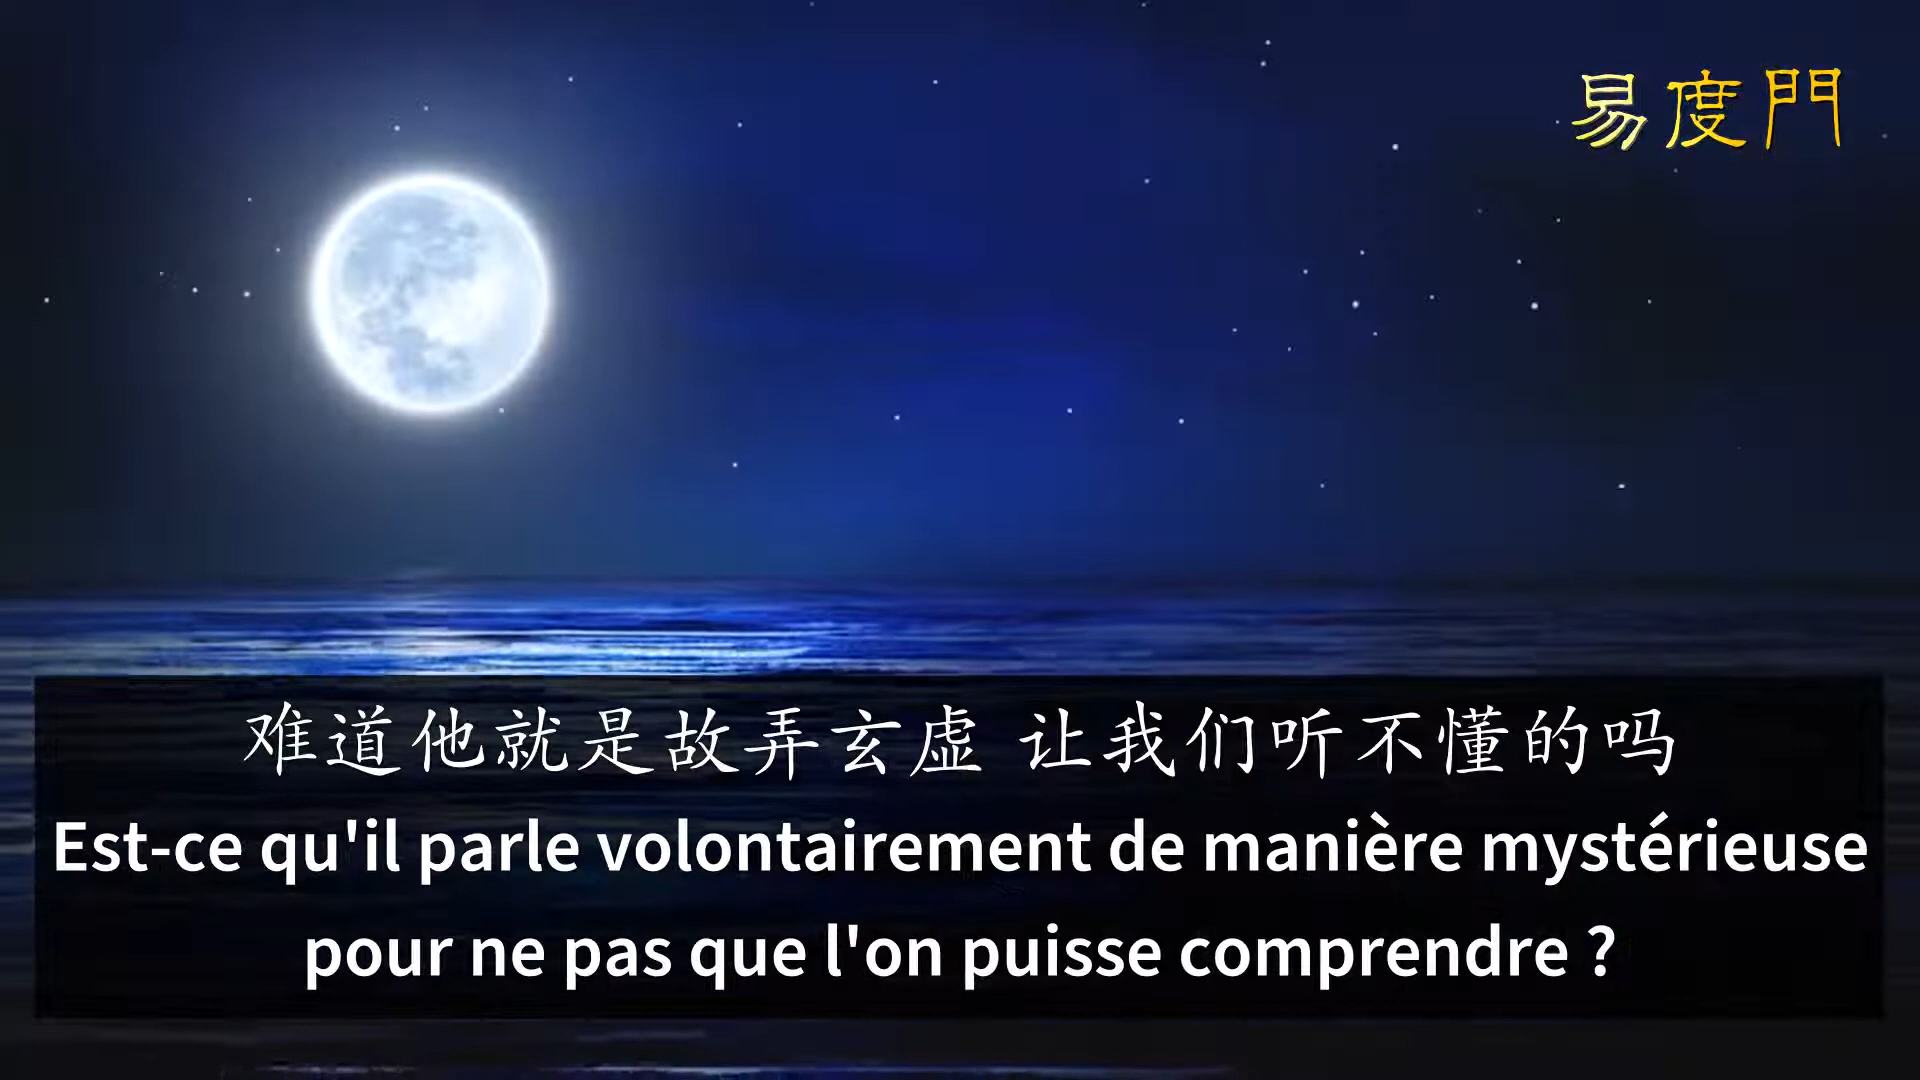 易度門
难道他就是故弄玄虚 让我们听不懂的吗
Est-ce qu'il parle volontairement de manière mystérieuse
pour ne pas que l'on puisse comprendre ?